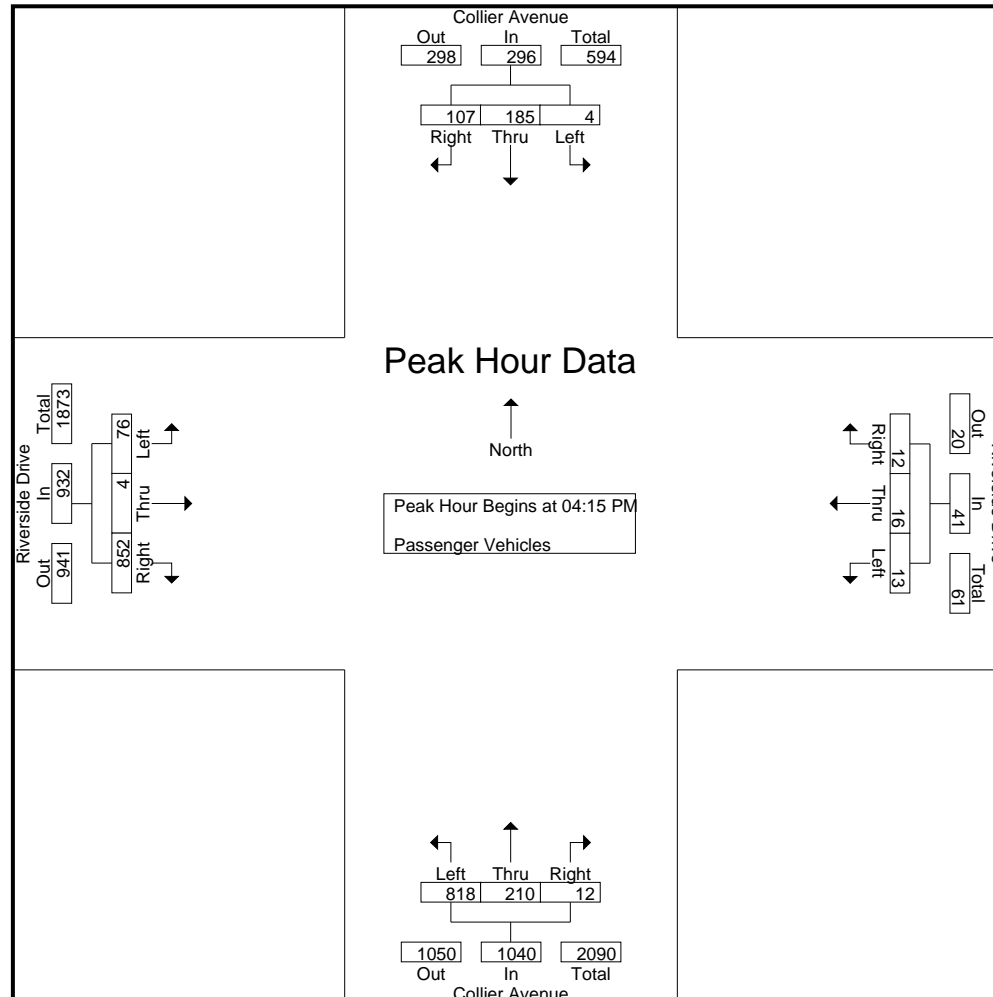 Collier Avenue
Out In Total
298 296 594
107 185 4
Right Thru Left
Peak Hour Data
North
Peak Hour Begins at 04:15 PM
Passenger Vehicles
Riverside Drive
Total In Out
1873 932 941
76 4 852
Left Thru Right
Right Thru Left
12 16 13
Out In Total
20 41 61
Left Thru Right
818 210 12
1050 1040 2090
Out In Total
Collier Avenue